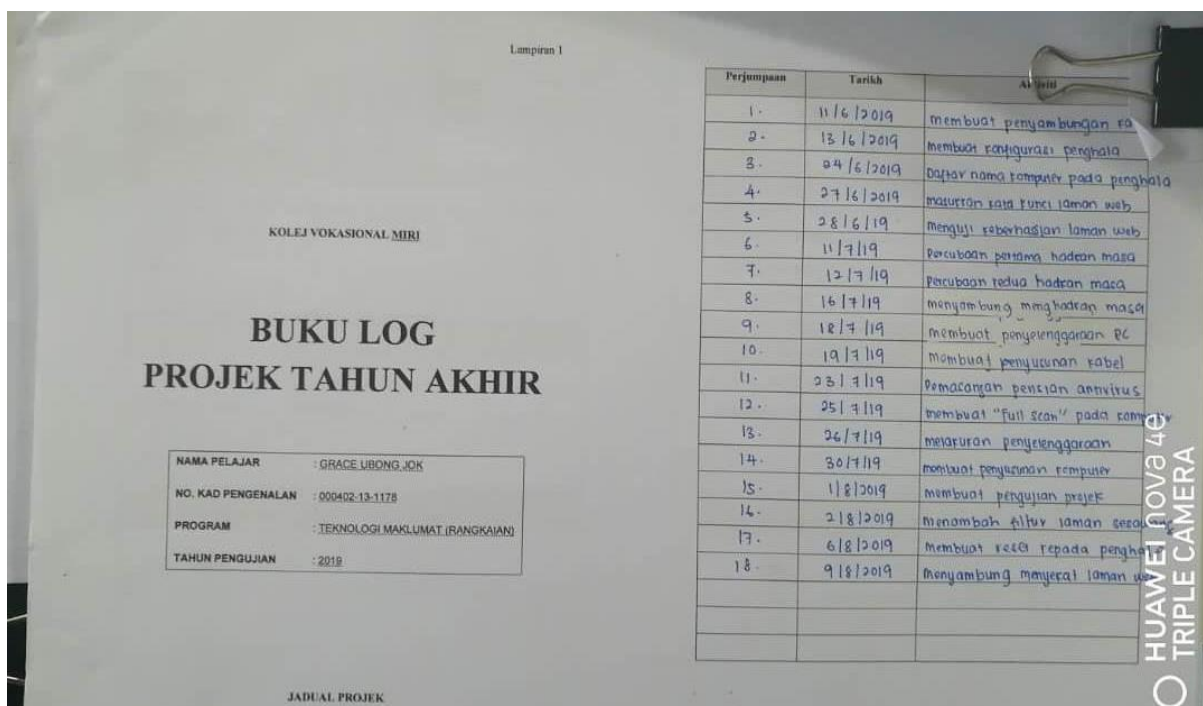 Lampiran 1
KOLEJ VOKASIONAL MIRI
BUKU LOG
PROJEK TAHUN AKHIR
NAMA PELAJAR : GRACE UBONG JOK
NO. KAD PENGENALAN : 000402-13-1178
PROGRAM : TEKNOLOGI MAKLUMAT (RANGKAIAN)
TAHUN PENGUJIAN : 2019
JADUAL PROJEK
Perjumpaan Tarikh
1. 11/6/2019 membuat penyambungan
2. 13/6/2019 membuat konfigurasi penghala
3. 24/6/2019 Daftar nama komputer pada penghala
4. 27/6/2019 masukkan kata kunci laman web
5. 28/6/19 menguji keberhasilan laman web
6. 11/7/19 Percubaan pertama hadkan masa
7. 12/7/19 Percubaan kedua hadkan masa
8. 16/7/19 menyambung menghadkan masa
9. 18/7/19 membuat penyelenggaraan PC
10. 19/7/19 membuat penyusunan kabel
11. 23/7/19 Pemasangan perisian antivirus
12. 25/7/19 membuat "full scan" pada komputer
13. 26/7/19 melakukan penyelenggaraan
14. 30/7/19 membuat penyusunan komputer
15. 1/8/2019 membuat pengujian projek
16. 2/8/2019 menambah filter laman sesawang
17. 6/8/2019 Membuat reset kepada penghala
18. 9/8/2019 Menyambung menyekat laman web
HUAWEI nova 4e
TRIPLE CAMERA